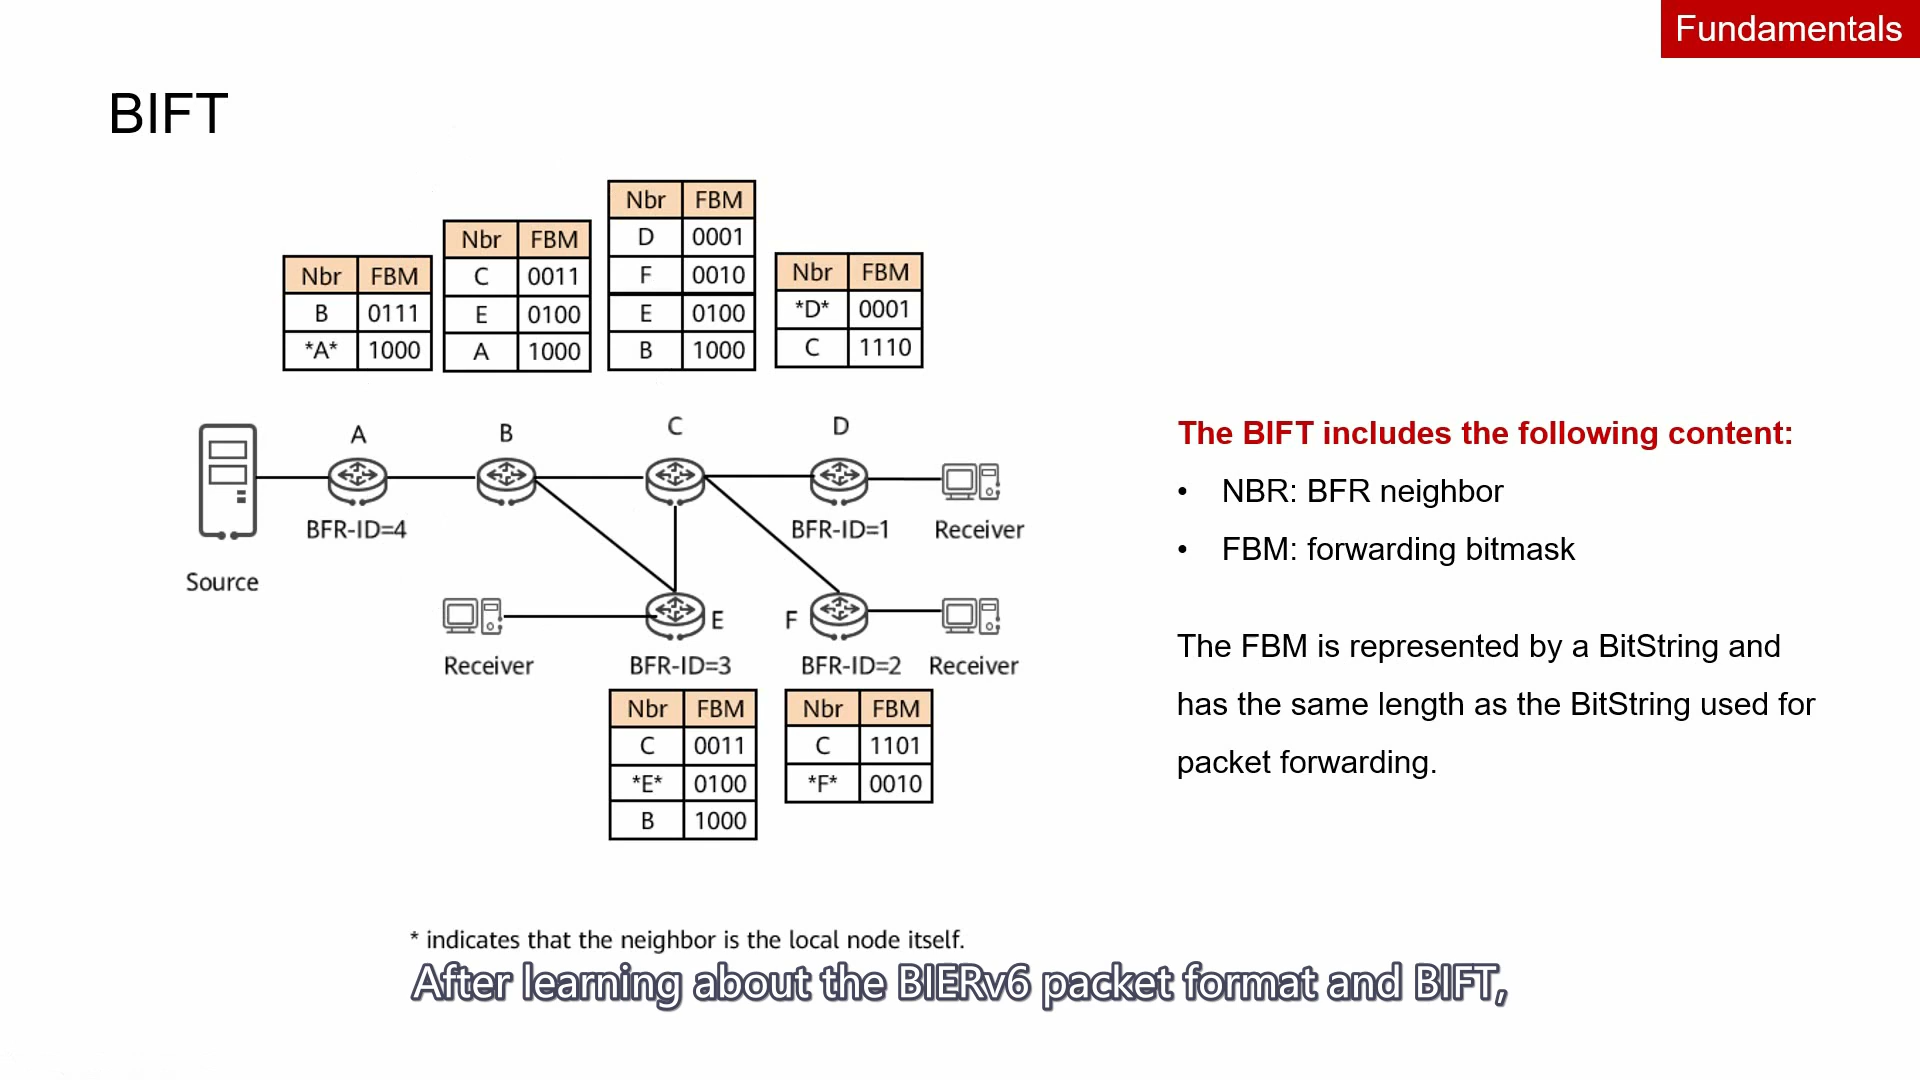 Fundamentals
BIFT
Nbr FBM
B 0111
*A* 1000
Nbr FBM
C 0011
E 0100
A 1000
Nbr FBM
D 0001
F 0010
E 0100
B 1000
Nbr FBM
*D* 0001
C 1110
A
B
C
D
BFR-ID=4
BFR-ID=1
Receiver
Source
E
F
Receiver
BFR-ID=3
BFR-ID=2
Receiver
Nbr FBM
C 0011
*E* 0100
B 1000
Nbr FBM
C 1101
*F* 0010
* indicates that the neighbor is the local node itself.
The BIFT includes the following content:
• NBR: BFR neighbor
• FBM: forwarding bitmask
The FBM is represented by a BitString and
has the same length as the BitString used for
packet forwarding.
After learning about the BIERv6 packet format and BIFT,